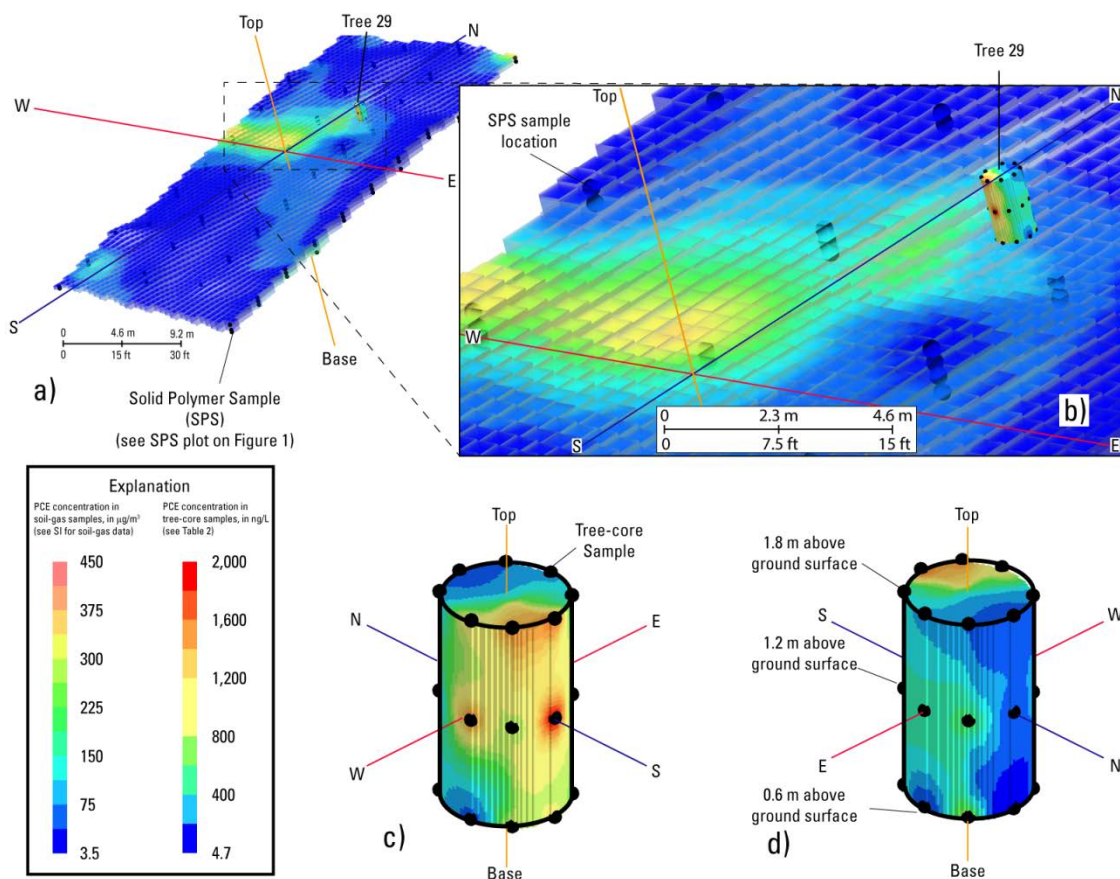 Top
Tree 29
N
W
E
S
Base
0 4.6 m 9.2 m
0 15 ft 30 ft
a)
Solid Polymer Sample
(SPS)
(see SPS plot on Figure 1)
Tree 29
Top
N
SPS sample
location
W
S
E
0 2.3 m 4.6 m
0 7.5 ft 15 ft
b)
Explanation
PCE concentration in
soil-gas samples, in µg/m³
(see SI for soil-gas data)
450
375
300
225
150
75
3.5
PCE concentration in
tree-core samples, in ng/L
(see Table 2)
2,000
1,600
1,200
800
400
4.7
Top
Tree-core
Sample
N
E
W
S
Base
c)
Top
1.8 m above
ground surface
S
W
1.2 m above
ground surface
E
N
0.6 m above
ground surface
Base
d)